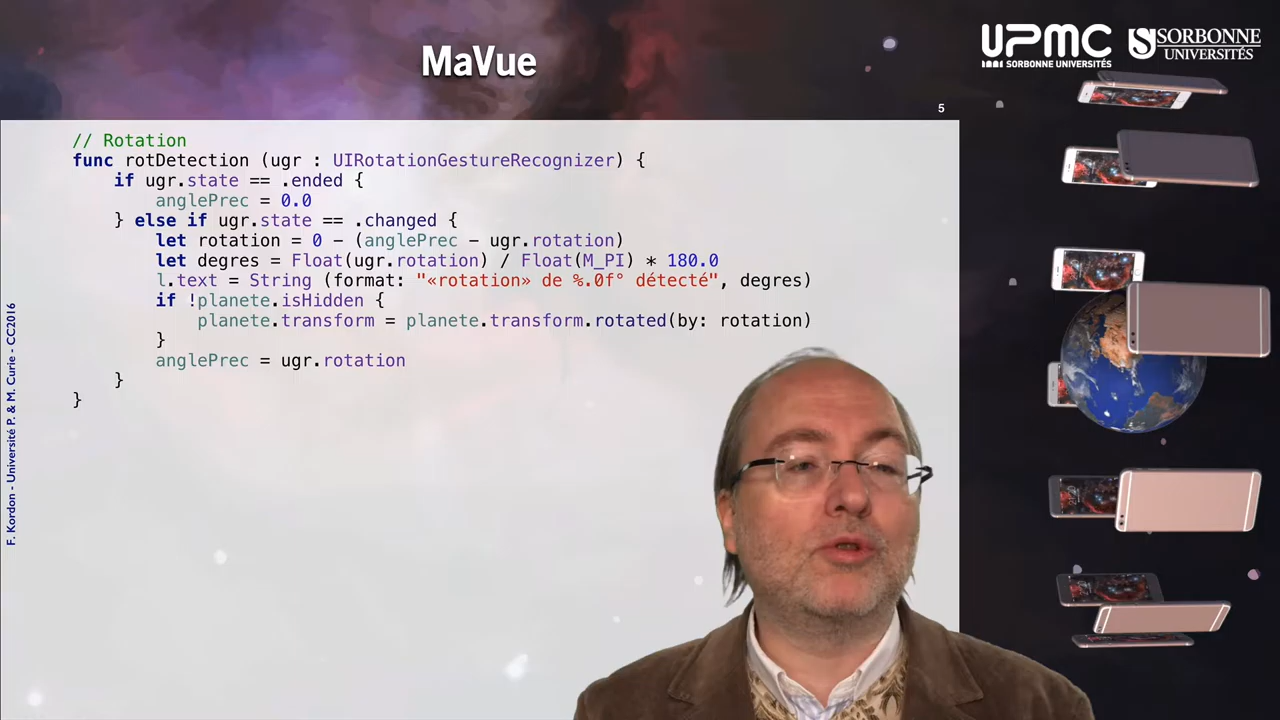 MaVue
UPMC
SORBONNE UNIVERSITÉS
SORBONNE
UNIVERSITÉS
5
// Rotation
func rotDetection (ugr : UIRotationGestureRecognizer) {
    if ugr.state == .ended {
        anglePrec = 0.0
    } else if ugr.state == .changed {
        let rotation = 0 - (anglePrec - ugr.rotation)
        let degres = Float(ugr.rotation) / Float(M_PI) * 180.0
        l.text = String (format: "«rotation» de %.0f° détecté", degres)
        if !planete.isHidden {
            planete.transform = planete.transform.rotated(by: rotation)
        }
        anglePrec = ugr.rotation
    }
}
F. Kordon - Université P. & M. Curie - CC2016